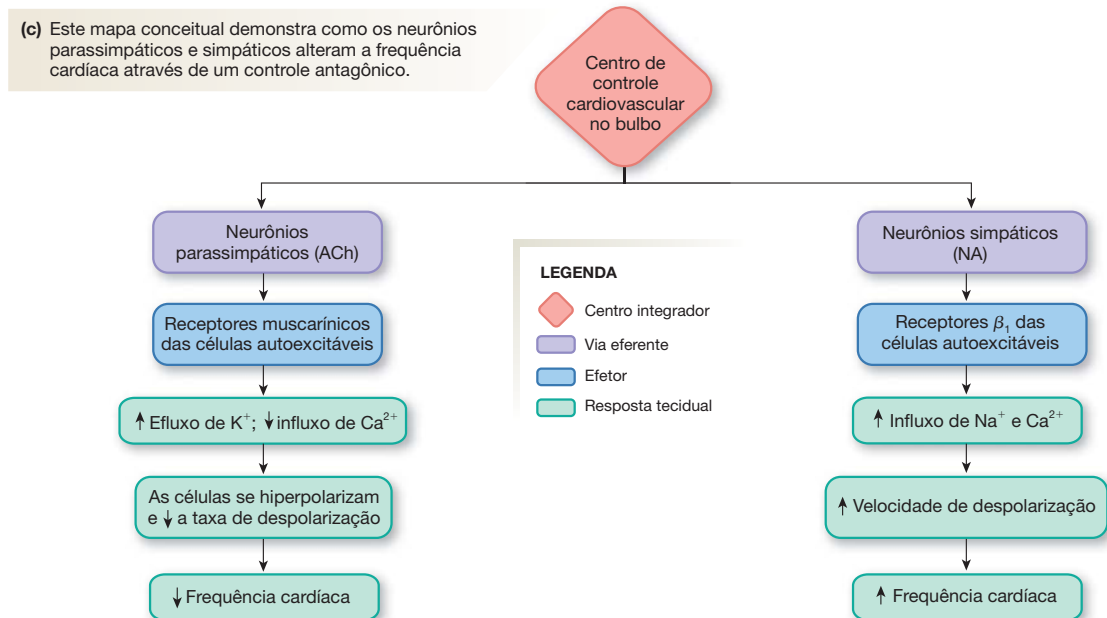 (c) Este mapa conceitual demonstra como os neurônios
parassimpáticos e simpáticos alteram a frequência
cardíaca através de um controle antagônico.
Centro de
controle
cardiovascular
no bulbo
Neurônios
parassimpáticos (ACh)
Receptores muscarínicos
das células autoexcitáveis
↑ Efluxo de K⁺; ↓ influxo de Ca²⁺
As células se hiperpolarizam
e ↓ a taxa de despolarização
↓ Frequência cardíaca
LEGENDA
Centro integrador
Via eferente
Efetor
Resposta tecidual
Neurônios simpáticos
(NA)
Receptores β₁ das
células autoexcitáveis
↑ Influxo de Na⁺ e Ca²⁺
↑ Velocidade de despolarização
↑ Frequência cardíaca